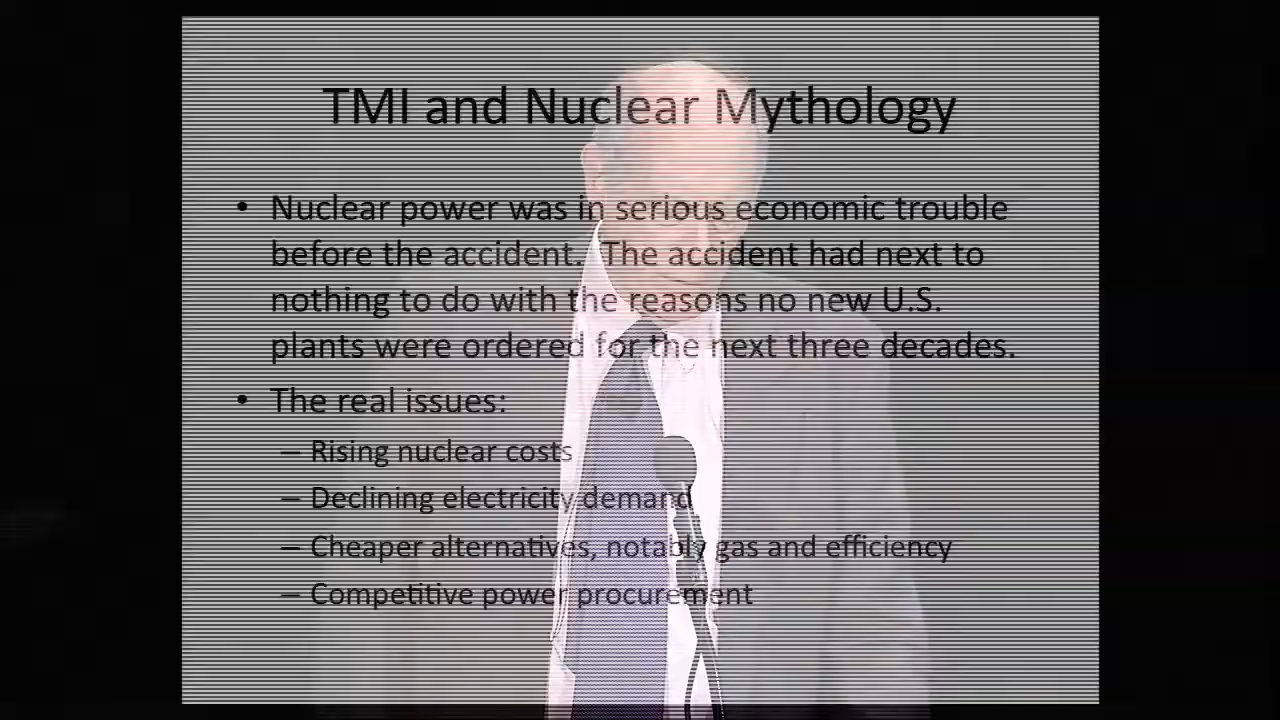 TMI and Nuclear Mythology
• Nuclear power was in serious economic trouble
before the accident. The accident had next to
nothing to do with the reasons no new U.S.
plants were ordered for the next three decades.
• The real issues:
– Rising nuclear costs
– Declining electricity demand
– Cheaper alternatives, notably gas and efficiency
– Competitive power procurement